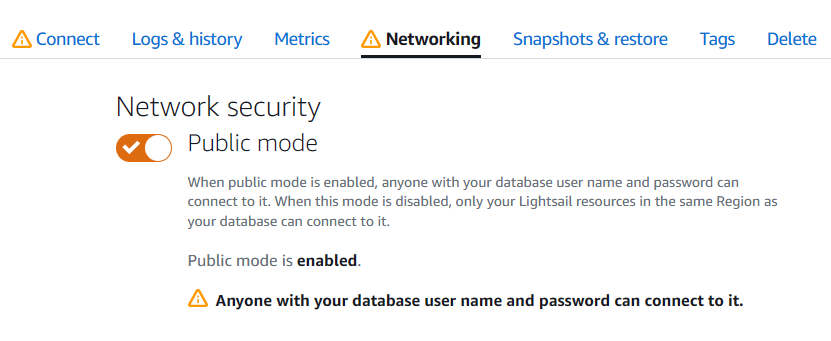 Connect Logs & history Metrics Networking Snapshots & restore Tags Delete
Network security
Public mode
When public mode is enabled, anyone with your database user name and password can
connect to it. When this mode is disabled, only your Lightsail resources in the same Region as
your database can connect to it.
Public mode is enabled.
Anyone with your database user name and password can connect to it.